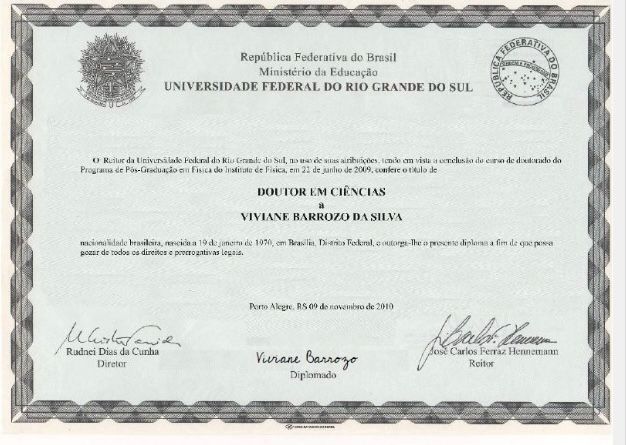 República Federativa do Brasil
Ministério da Educação
UNIVERSIDADE FEDERAL DO RIO GRANDE DO SUL
REPÚBLICA FEDERATIVA DO BRASIL
O Reitor da Universidade Federal do Rio Grande do Sul, no uso de suas atribuições, tendo em vista a conclusão do curso de doutorado do
Programa de Pós-Graduação em Física do Instituto de Física, em 22 de junho de 2009, confere o título de
DOUTOR EM CIÊNCIAS
a
VIVIANE BARROZO DA SILVA
nacionalidade brasileira, nascida a 19 de janeiro de 1970, em Brasília, Distrito Federal, e outorga-lhe o presente diploma a fim de que possa
gozar de todos os direitos e prerrogativas legais.
Porto Alegre, RS 09 de novembro de 2010
Rudnei Dias da Cunha
Diretor
Viviane Barrozo
Diplomado
José Carlos Ferraz Hennemann
Reitor